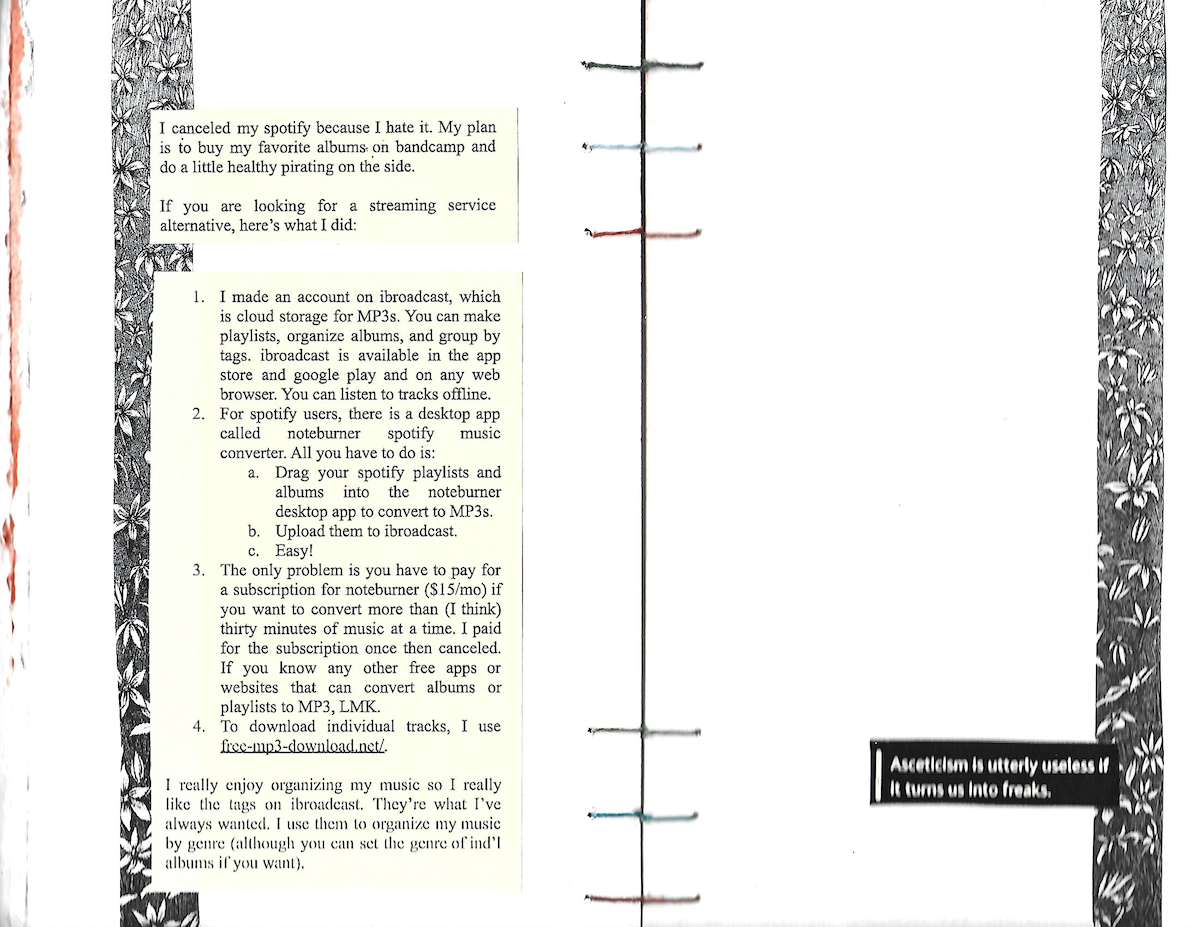 I canceled my spotify because I hate it. My plan
is to buy my favorite albums on bandcamp and
do a little healthy pirating on the side.
If you are looking for a streaming service
alternative, here's what I did:
1. I made an account on ibroadcast, which
is cloud storage for MP3s. You can make
playlists, organize albums, and group by
tags. ibroadcast is available in the app
store and google play and on any web
browser. You can listen to tracks offline.
2. For spotify users, there is a desktop app
called noteburner spotify music
converter. All you have to do is:
a. Drag your spotify playlists and
albums into the noteburner
desktop app to convert to MP3s.
b. Upload them to ibroadcast.
c. Easy!
3. The only problem is you have to pay for
a subscription for noteburner ($15/mo) if
you want to convert more than (I think)
thirty minutes of music at a time. I paid
for the subscription once then canceled.
If you know any other free apps or
websites that can convert albums or
playlists to MP3, LMK.
4. To download individual tracks, I use
free-mp3-download.net/.
I really enjoy organizing my music so I really
like the tags on ibroadcast. They're what I've
always wanted. I use them to organize my music
by genre (although you can set the genre of ind'l
albums if you want).
Asceticism is utterly useless if
it turns us into freaks.